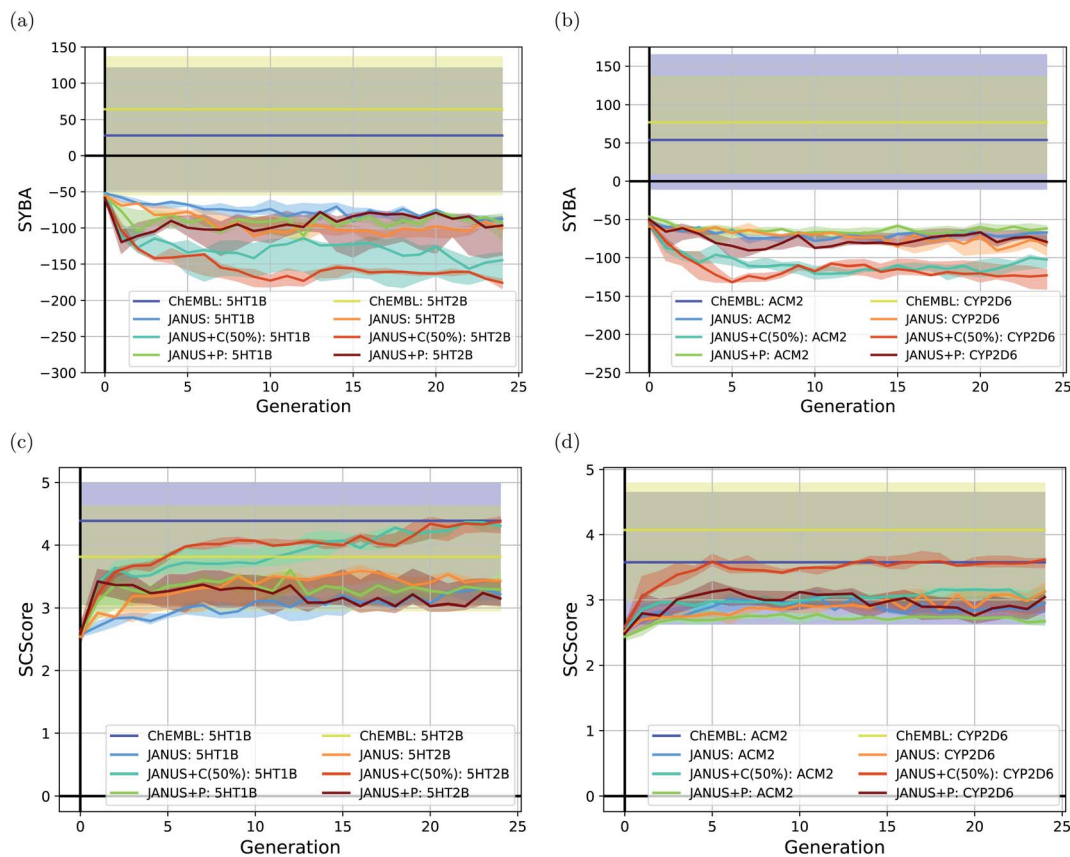 (a)
150
100
50
0
−50
−100
−150
−200
−250
−300
SYBA
ChEMBL: 5HT1B
JANUS: 5HT1B
JANUS+C(50%): 5HT1B
JANUS+P: 5HT1B
ChEMBL: 5HT2B
JANUS: 5HT2B
JANUS+C(50%): 5HT2B
JANUS+P: 5HT2B
0 5 10 15 20 25
Generation
(b)
150
100
50
0
−50
−100
−150
−200
−250
SYBA
ChEMBL: ACM2
JANUS: ACM2
JANUS+C(50%): ACM2
JANUS+P: ACM2
ChEMBL: CYP2D6
JANUS: CYP2D6
JANUS+C(50%): CYP2D6
JANUS+P: CYP2D6
0 5 10 15 20 25
Generation
(c)
5
4
3
2
1
0
SCScore
ChEMBL: 5HT1B
JANUS: 5HT1B
JANUS+C(50%): 5HT1B
JANUS+P: 5HT1B
ChEMBL: 5HT2B
JANUS: 5HT2B
JANUS+C(50%): 5HT2B
JANUS+P: 5HT2B
0 5 10 15 20 25
Generation
(d)
5
4
3
2
1
0
SCScore
ChEMBL: ACM2
JANUS: ACM2
JANUS+C(50%): ACM2
JANUS+P: ACM2
ChEMBL: CYP2D6
JANUS: CYP2D6
JANUS+C(50%): CYP2D6
JANUS+P: CYP2D6
0 5 10 15 20 25
Generation